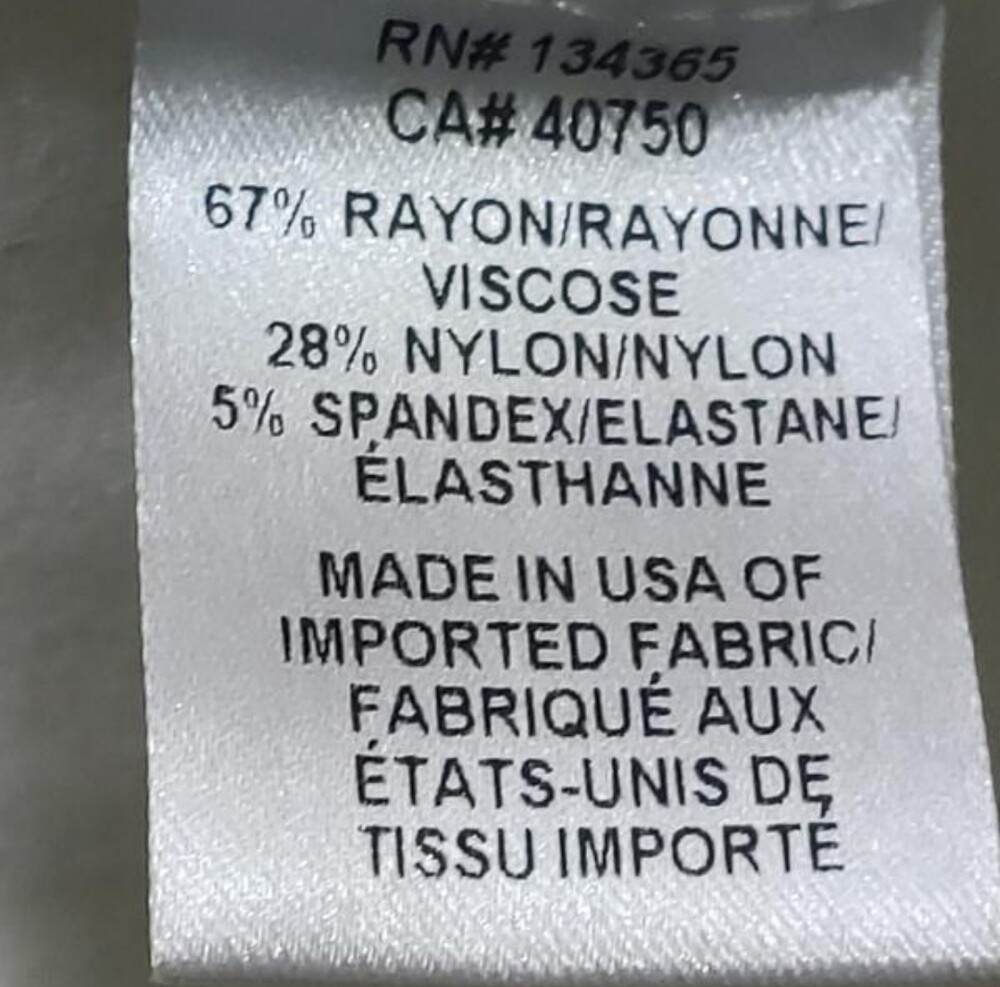 RN# 134365
CA# 40750
67% RAYON/RAYONNE/
VISCOSE
28% NYLON/NYLON
5% SPANDEX/ELASTANE/
ÉLASTHANNE
MADE IN USA OF
IMPORTED FABRIC/
FABRIQUÉ AUX
ÉTATS-UNIS DE
TISSU IMPORTÉ